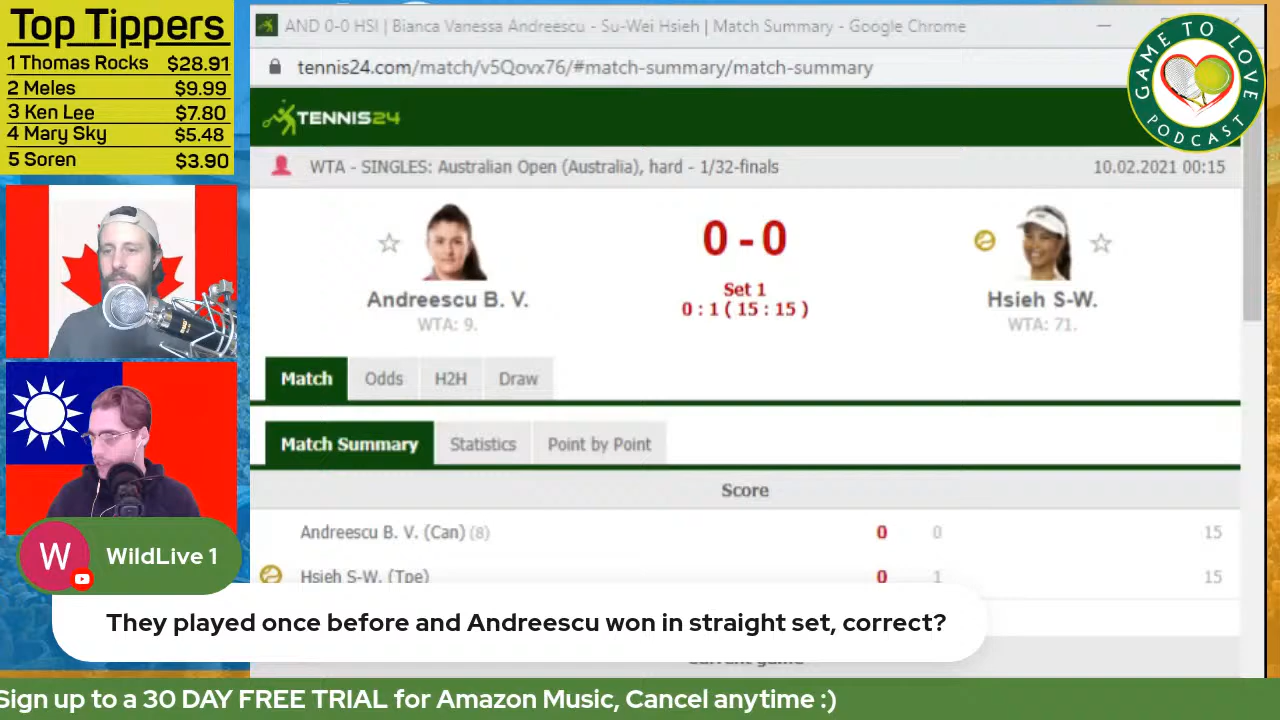 Top Tippers
1 Thomas Rocks $28.91
2 Meles $9.99
3 Ken Lee $7.80
4 Mary Sky $5.48
5 Soren $3.90
AND 0-0 HSI | Bianca Vanessa Andreescu - Su-Wei Hsieh | Match Summary - Google Chrome
tennis24.com/match/v5Qovx76/#match-summary/match-summary
GAME TO LOVE
PODCAST
TENNIS24
WTA - SINGLES: Australian Open (Australia), hard - 1/32-finals 10.02.2021 00:15
0 - 0
Andreescu B. V. Hsieh S-W.
WTA: 9. WTA: 71.
Set 1
0 : 1 ( 15 : 15 )
Match Odds H2H Draw
Match Summary Statistics Point by Point
Score
Andreescu B. V. (Can) (8) 0 0 15
Hsieh S-W. (Tpe) 0 1 15
W WildLive 1
They played once before and Andreescu won in straight set, correct?
Current game
Sign up to a 30 DAY FREE TRIAL for Amazon Music, Cancel anytime :)